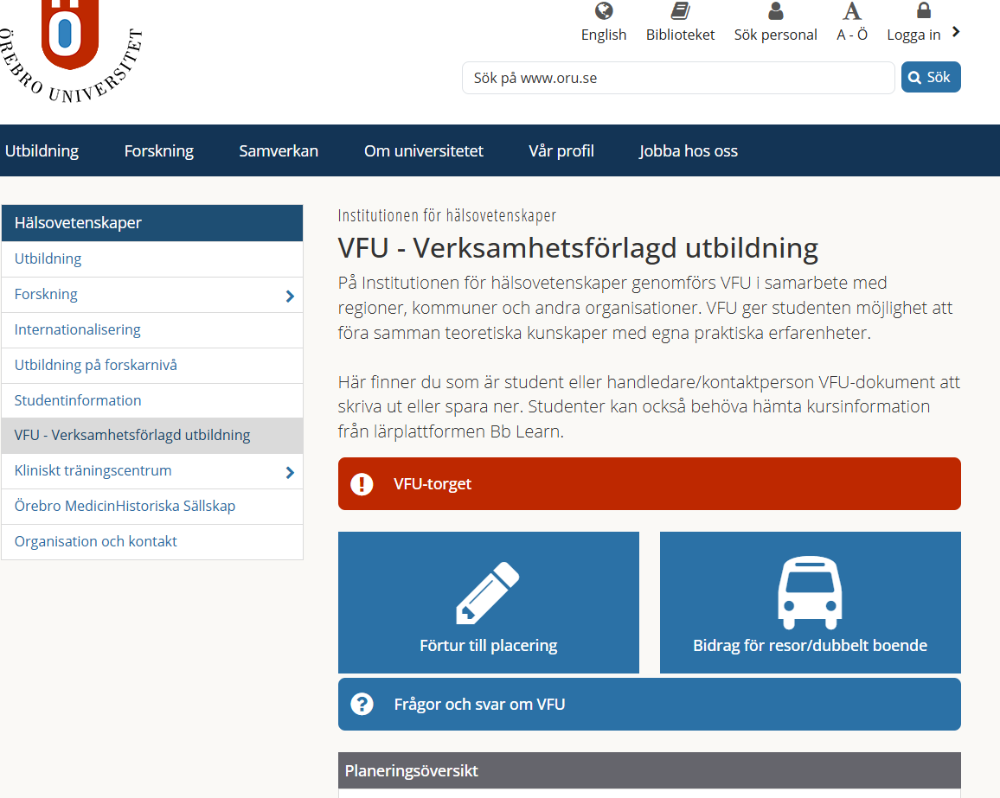 ÖREBRO UNIVERSITET
English
Biblioteket
Sök personal
A
A - Ö
Logga in
Sök på www.oru.se
Sök
Utbildning
Forskning
Samverkan
Om universitetet
Vår profil
Jobba hos oss
Hälsovetenskaper
Utbildning
Forskning
Internationalisering
Utbildning på forskarnivå
Studentinformation
VFU - Verksamhetsförlagd utbildning
Kliniskt träningscentrum
Örebro MedicinHistoriska Sällskap
Organisation och kontakt
Institutionen för hälsovetenskaper
VFU - Verksamhetsförlagd utbildning
På Institutionen för hälsovetenskaper genomförs VFU i samarbete med
regioner, kommuner och andra organisationer. VFU ger studenten möjlighet att
föra samman teoretiska kunskaper med egna praktiska erfarenheter.
Här finner du som är student eller handledare/kontaktperson VFU-dokument att
skriva ut eller spara ner. Studenter kan också behöva hämta kursinformation
från lärplattformen Bb Learn.
VFU-torget
Förtur till placering
Bidrag för resor/dubbelt boende
Frågor och svar om VFU
Planeringsöversikt